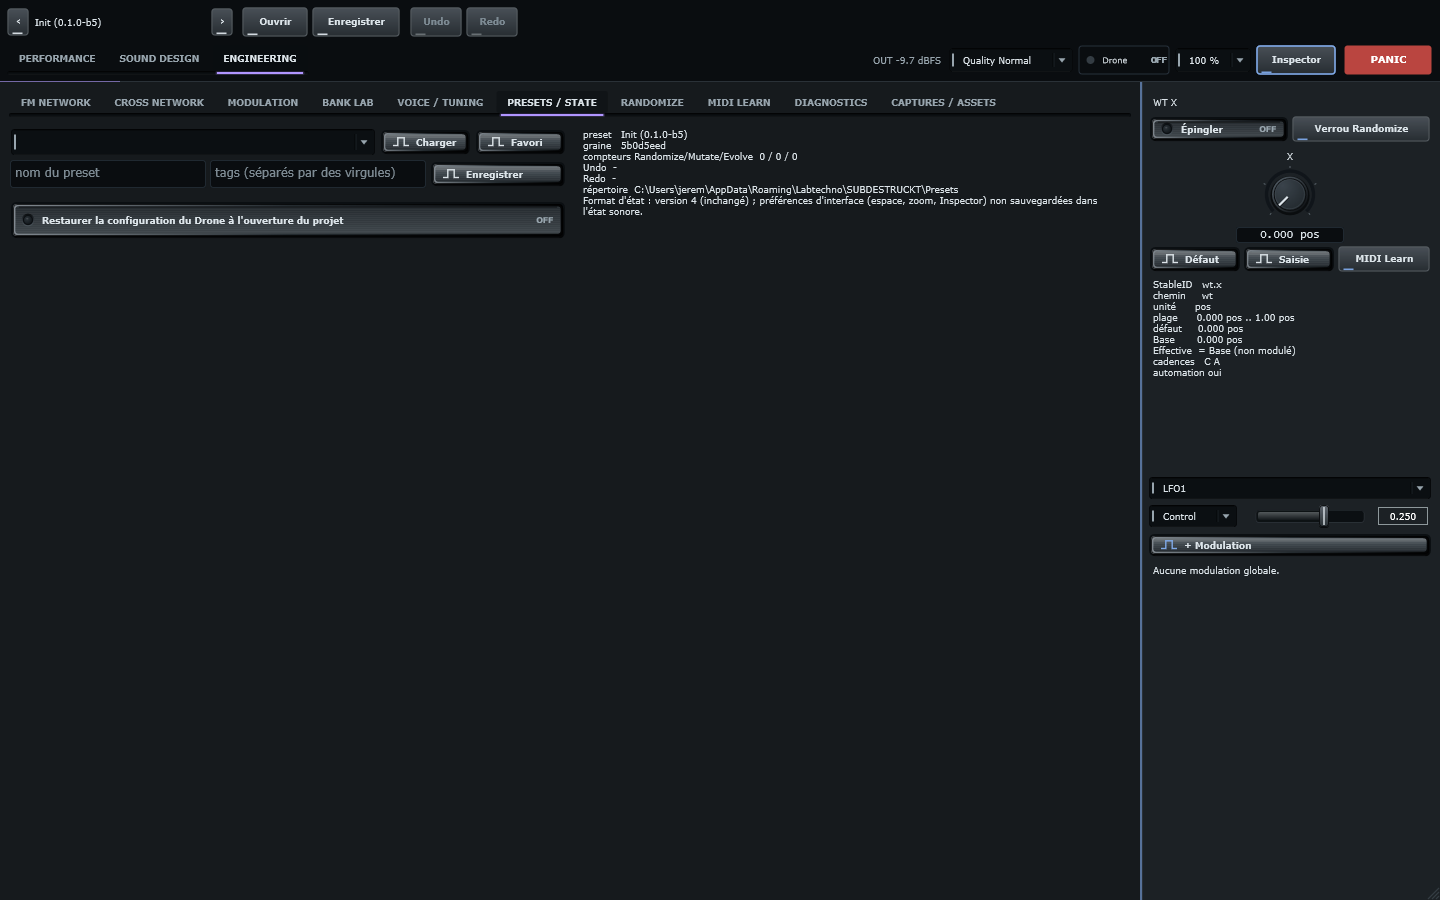 ‹ Init (0.1.0-b5) › Ouvrir Enregistrer Undo Redo
PERFORMANCE SOUND DESIGN ENGINEERING OUT -9.7 dBFS Quality Normal Drone OFF 100 % Inspector PANIC
FM NETWORK CROSS NETWORK MODULATION BANK LAB VOICE / TUNING PRESETS / STATE RANDOMIZE MIDI LEARN DIAGNOSTICS CAPTURES / ASSETS
Charger Favori
nom du preset tags (séparés par des virgules) Enregistrer
Restaurer la configuration du Drone à l'ouverture du projet OFF
preset Init (0.1.0-b5)
graine 5b0d5eed
compteurs Randomize/Mutate/Evolve 0 / 0 / 0
Undo -
Redo -
répertoire C:\Users\jerem\AppData\Roaming\Labtechno\SUBDESTRUCKT\Presets
Format d'état : version 4 (inchangé) ; préférences d'interface (espace, zoom, Inspector) non sauvegardées dans
l'état sonore.
WT X
Épingler OFF Verrou Randomize
X
0.000 pos
Défaut Saisie MIDI Learn
StableID wt.x
chemin wt
unité pos
plage 0.000 pos .. 1.00 pos
défaut 0.000 pos
Base 0.000 pos
Effective = Base (non modulé)
cadences C A
automation oui
LFO1
Control 0.250
+ Modulation
Aucune modulation globale.